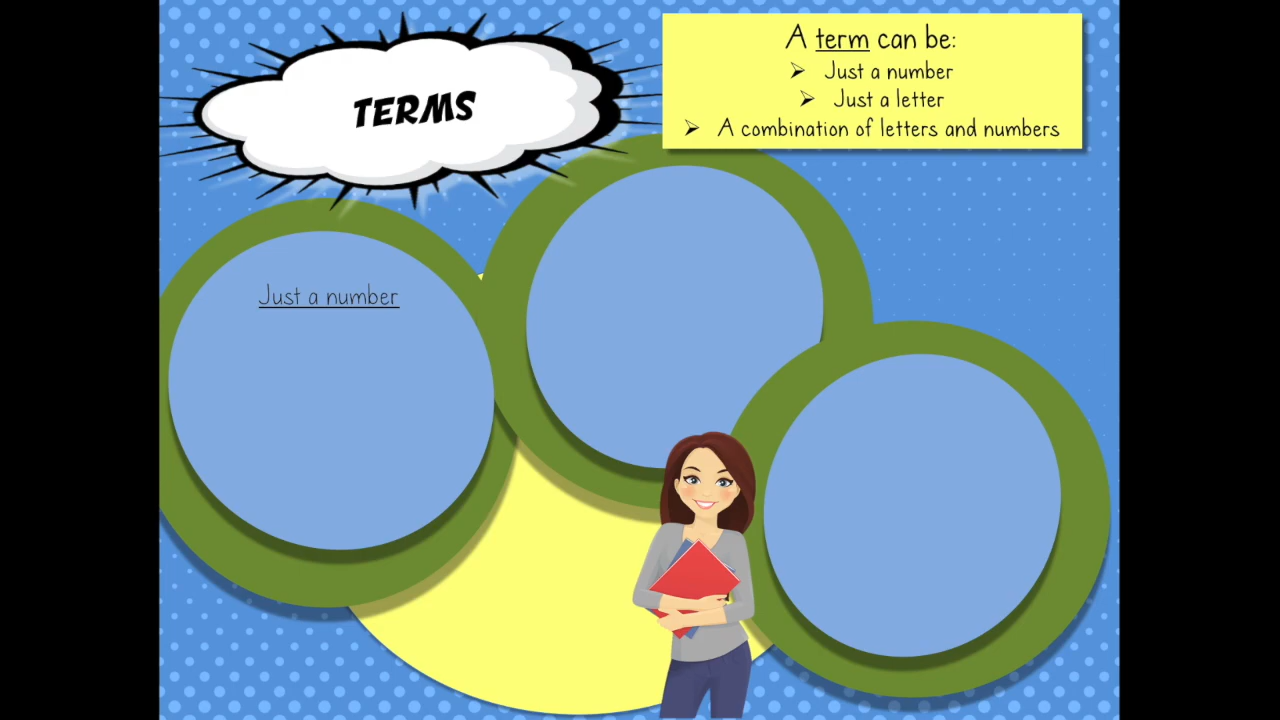 TERMS
A term can be:
➢ Just a number
➢ Just a letter
➢ A combination of letters and numbers
Just a number